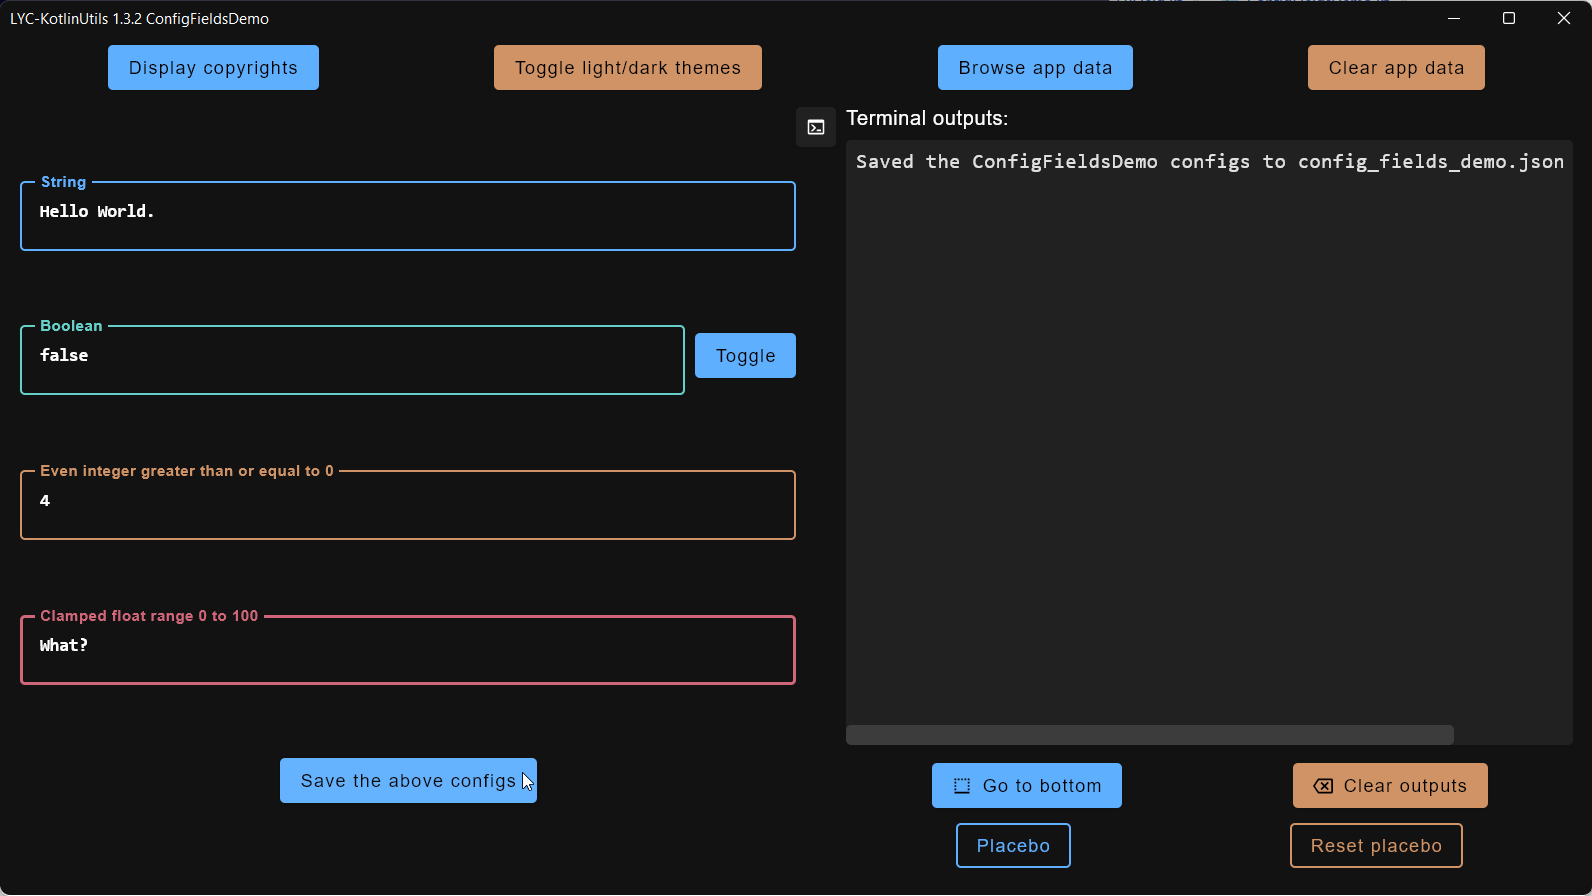 LYC-KotlinUtils 1.3.2 ConfigFieldsDemo
Display copyrights
Toggle light/dark themes
Browse app data
Clear app data
String
Hello World.
Boolean
false
Toggle
Even integer greater than or equal to 0
4
Clamped float range 0 to 100
What?
Save the above configs
Terminal outputs:
Saved the ConfigFieldsDemo configs to config_fields_demo.json
Go to bottom
Clear outputs
Placebo
Reset placebo